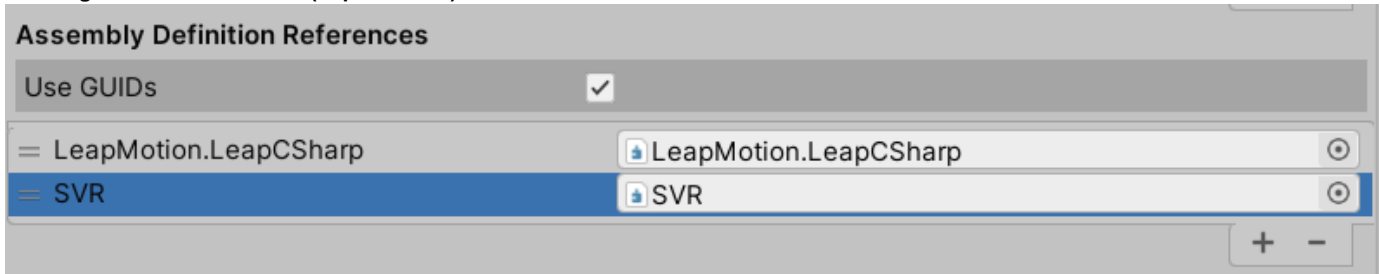 Assembly Definition References
Use GUIDs
= LeapMotion.LeapCSharp LeapMotion.LeapCSharp
= SVR SVR
+ −